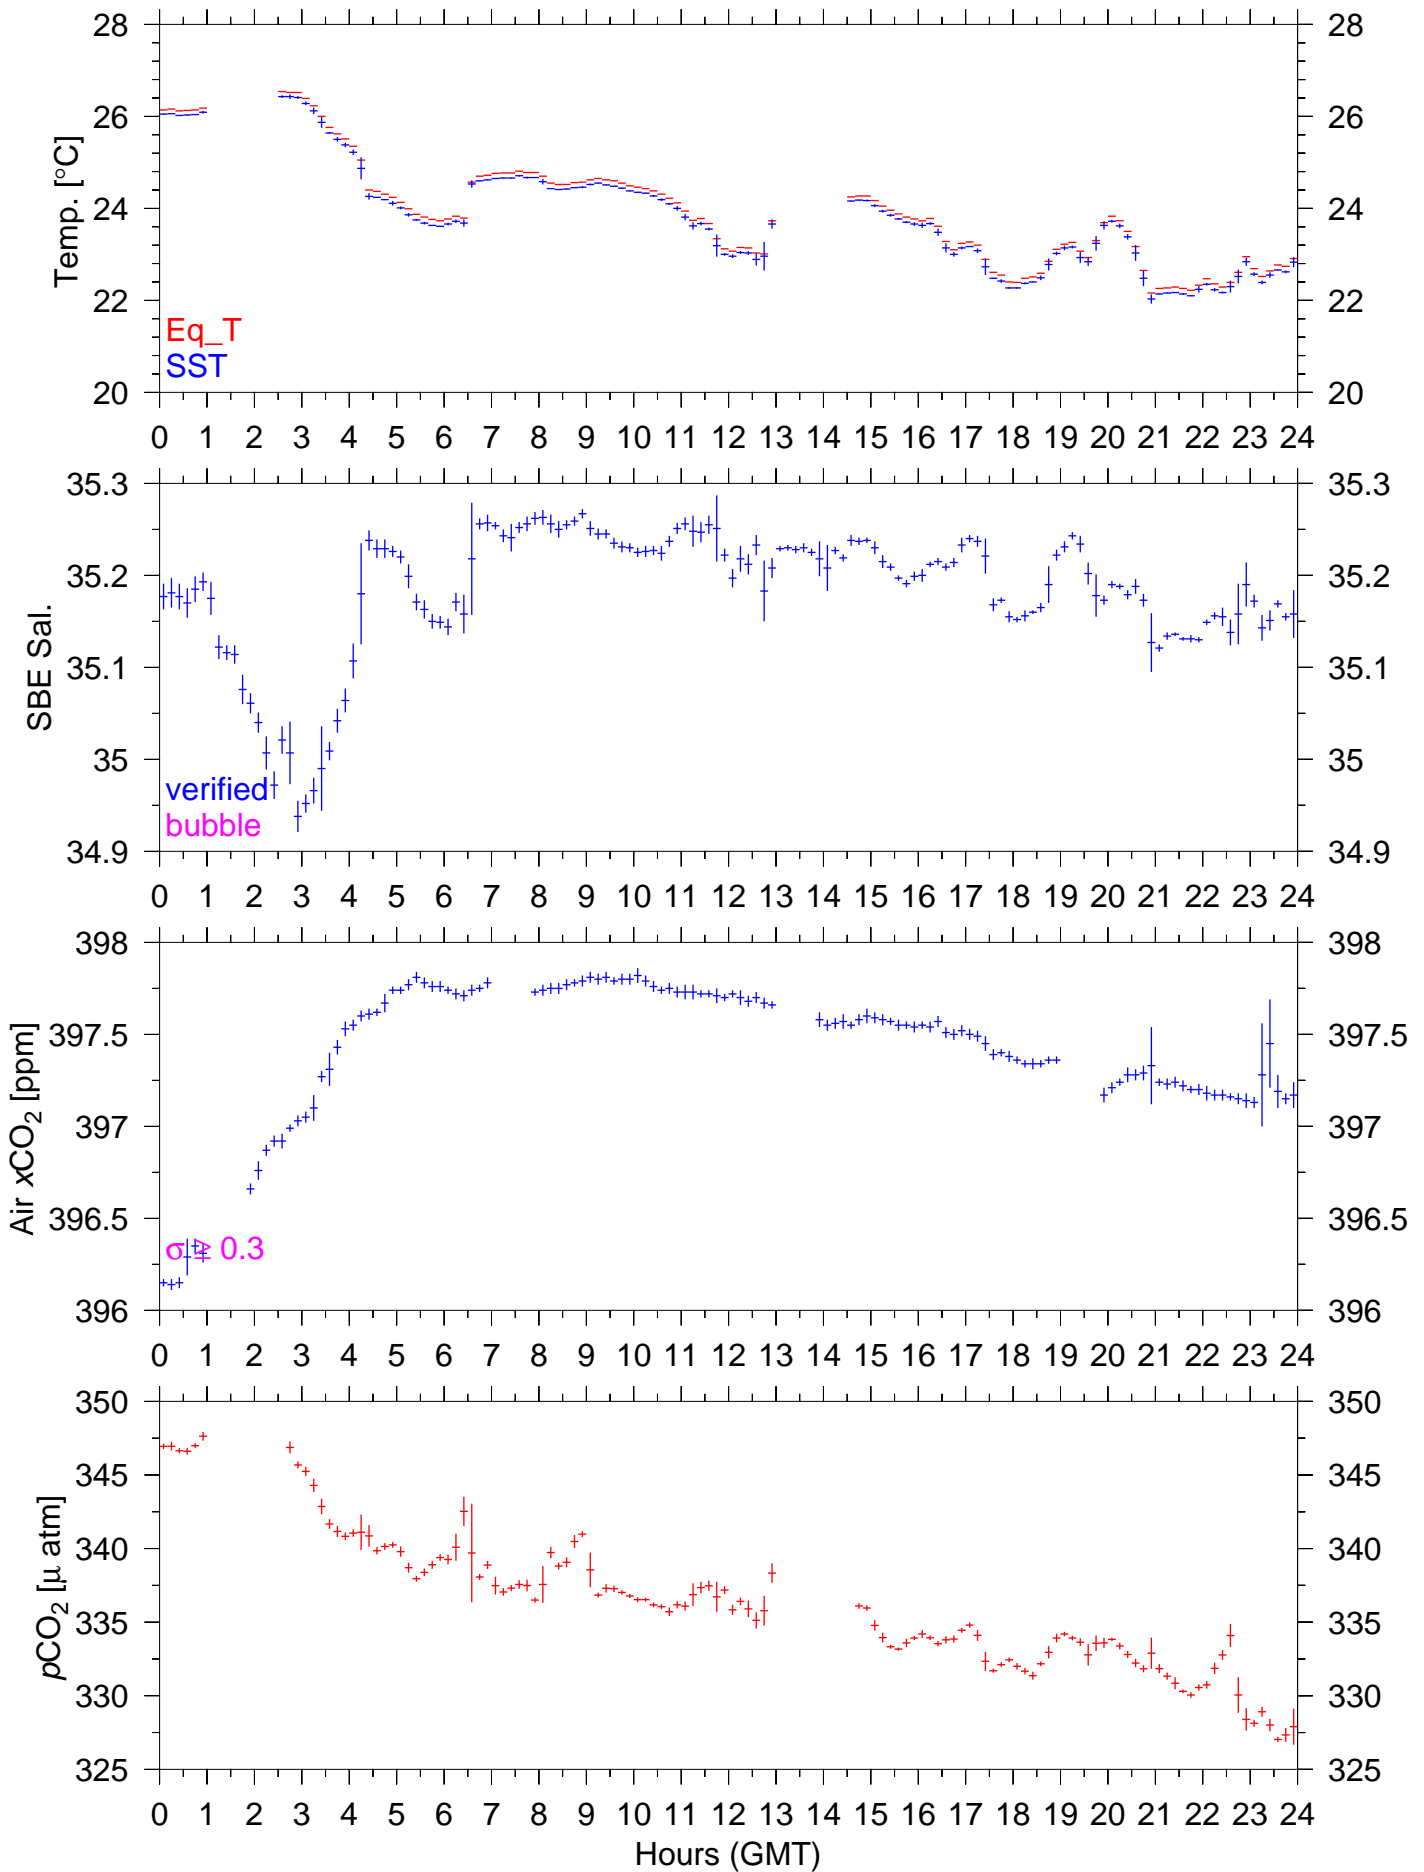 28 28
26 26
24 24
22 22
20 20
Temp. [°C]
Eq_T
SST
0 1 2 3 4 5 6 7 8 9 10 11 12 13 14 15 16 17 18 19 20 21 22 23 24
35.3 35.3
35.2 35.2
35.1 35.1
35 35
34.9 34.9
SBE Sal.
verified
bubble
0 1 2 3 4 5 6 7 8 9 10 11 12 13 14 15 16 17 18 19 20 21 22 23 24
398 398
397.5 397.5
397 397
396.5 396.5
396 396
Air xCO₂ [ppm]
σ ≥ 0.3
0 1 2 3 4 5 6 7 8 9 10 11 12 13 14 15 16 17 18 19 20 21 22 23 24
350 350
345 345
340 340
335 335
330 330
325 325
pCO₂ [μ atm]
0 1 2 3 4 5 6 7 8 9 10 11 12 13 14 15 16 17 18 19 20 21 22 23 24
Hours (GMT)